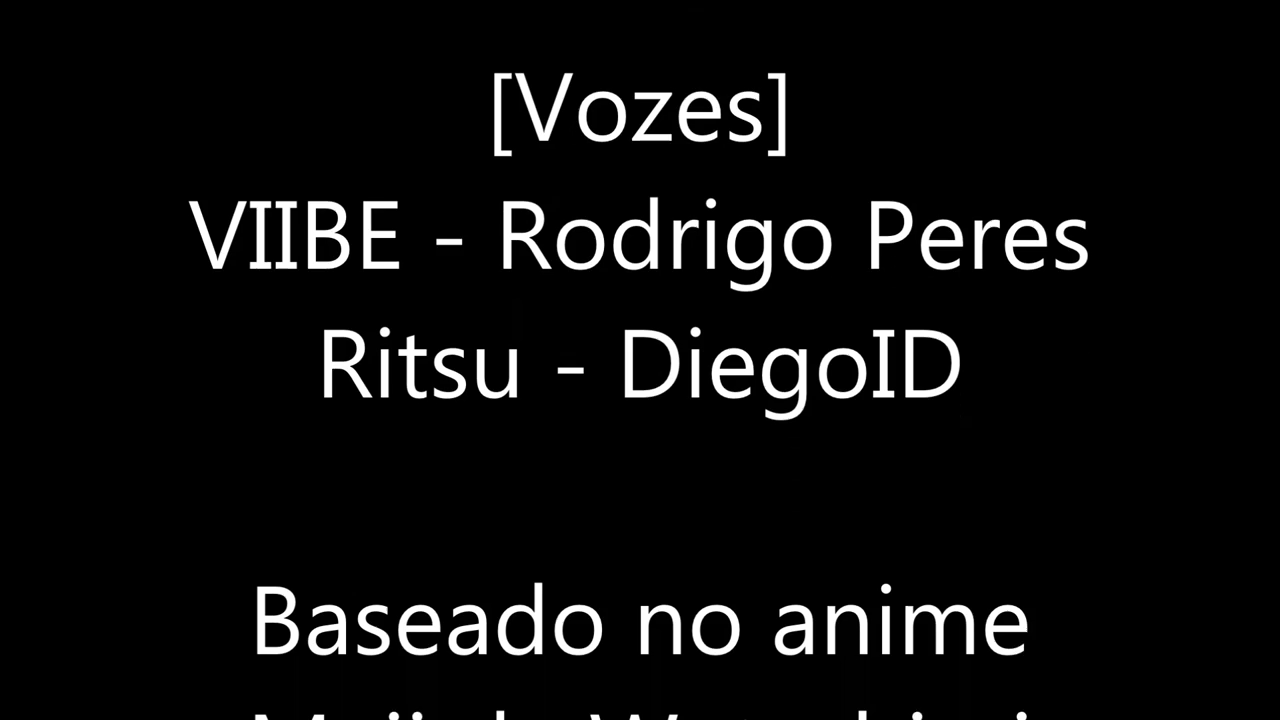 [Vozes]
VIIBE - Rodrigo Peres
Ritsu - DiegoID
Baseado no anime